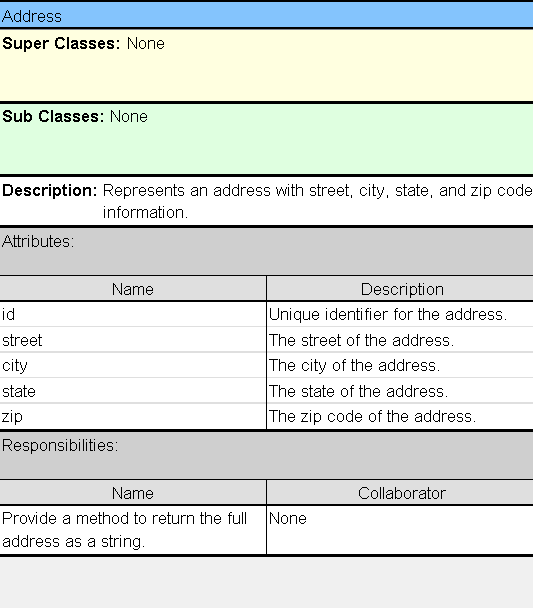 Address
Super Classes: None
Sub Classes: None
Description: Represents an address with street, city, state, and zip code
information.
Attributes:
Name Description
id Unique identifier for the address.
street The street of the address.
city The city of the address.
state The state of the address.
zip The zip code of the address.
Responsibilities:
Name Collaborator
Provide a method to return the full None
address as a string.